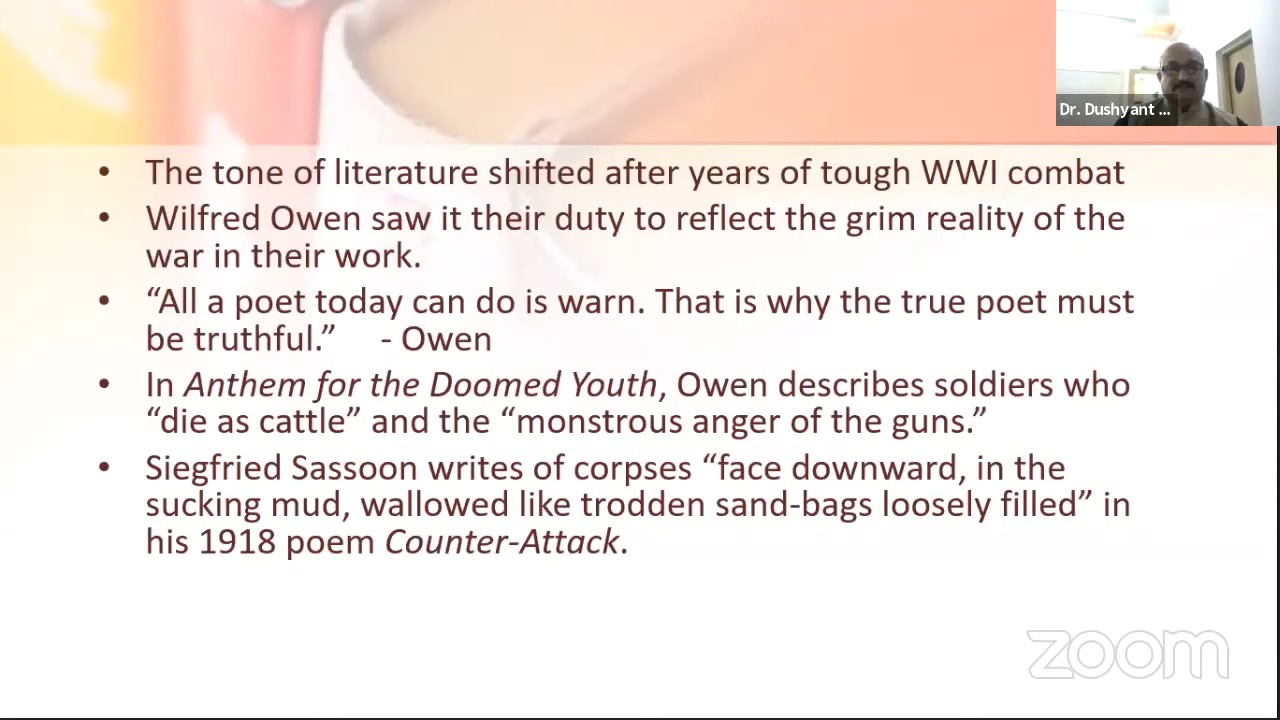 Dr. Dushyant ...
• The tone of literature shifted after years of tough WWI combat
• Wilfred Owen saw it their duty to reflect the grim reality of the
war in their work.
• “All a poet today can do is warn. That is why the true poet must
be truthful.” - Owen
• In Anthem for the Doomed Youth, Owen describes soldiers who
“die as cattle” and the “monstrous anger of the guns.”
• Siegfried Sassoon writes of corpses “face downward, in the
sucking mud, wallowed like trodden sand-bags loosely filled” in
his 1918 poem Counter-Attack.
zoom